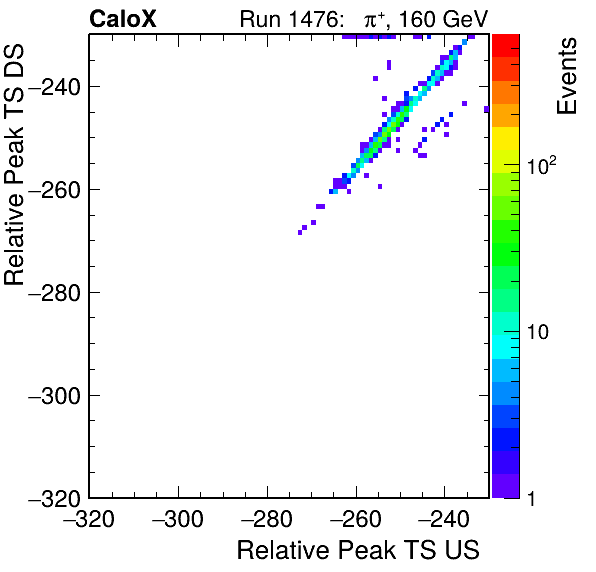 CaloX Run 1476: π⁺, 160 GeV
Relative Peak TS DS
−240
−260
−280
−300
−320
−320 −300 −280 −260 −240
Relative Peak TS US
Events
10²
10
1